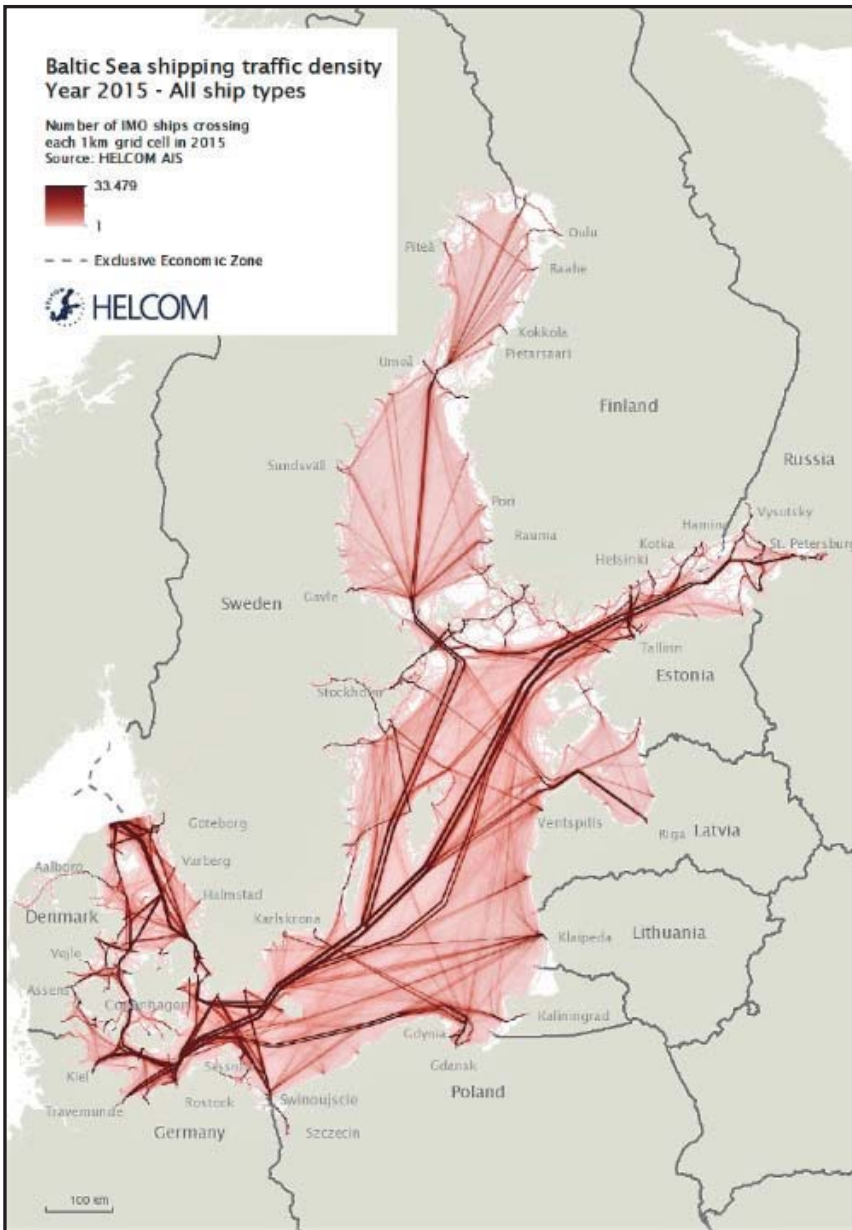 Baltic Sea shipping traffic density
Year 2015 - All ship types
Number of IMO ships crossing
each 1km grid cell in 2015
Source: HELCOM AIS
33.479
1
Exclusive Economic Zone
HELCOM
Oulu
Piteå
Raahe
Kokkola
Pietarsaari
Umeå
Finland
Sundsvall
Russia
Pori
Vysutsky
Hamina
Rauma
Kotka
St. Petersburg
Helsinki
Gävle
Sweden
Tallinn
Estonia
Stockholm
Göteborg
Ventspills
Riga
Latvia
Aalborg
Varberg
Halmstad
Denmark
Karlskrona
Vejle
Klaipeda
Lithuania
Assens
Copenhagen
Kaliningrad
Gdynia
Gdansk
Kiel
Sassnitz
Poland
Travemunde
Rostock
Swinoujscie
Germany
Szczecin
100 km